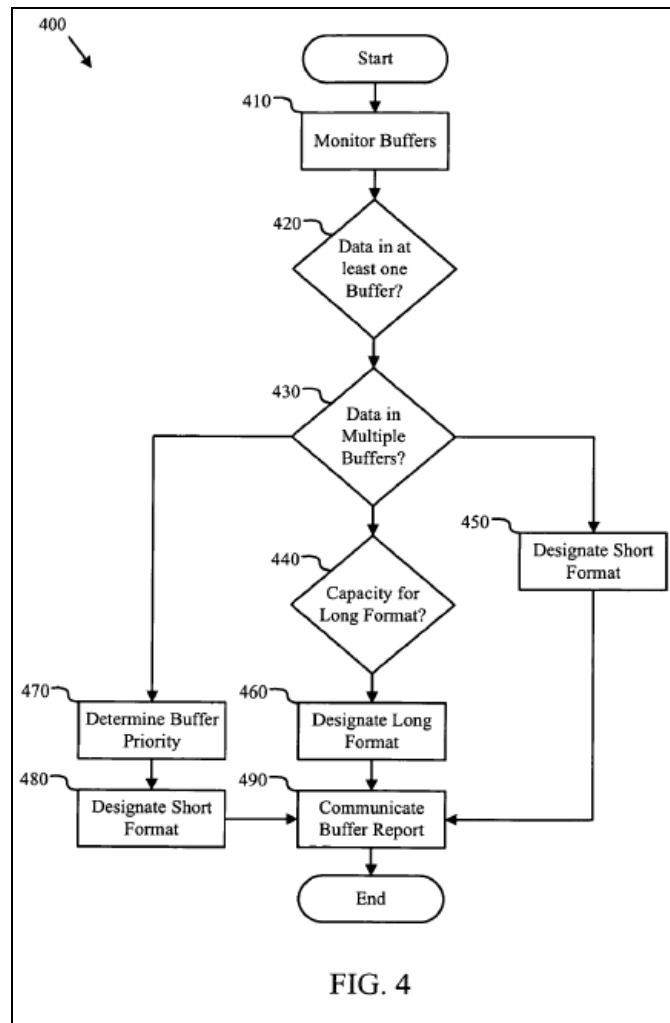 400
Start
410
Monitor Buffers
420
Data in at
least one
Buffer?
430
Data in
Multiple
Buffers?
450
Designate Short
Format
440
Capacity for
Long Format?
470
Determine Buffer
Priority
460
Designate Long
Format
480
Designate Short
Format
490
Communicate
Buffer Report
End
FIG. 4